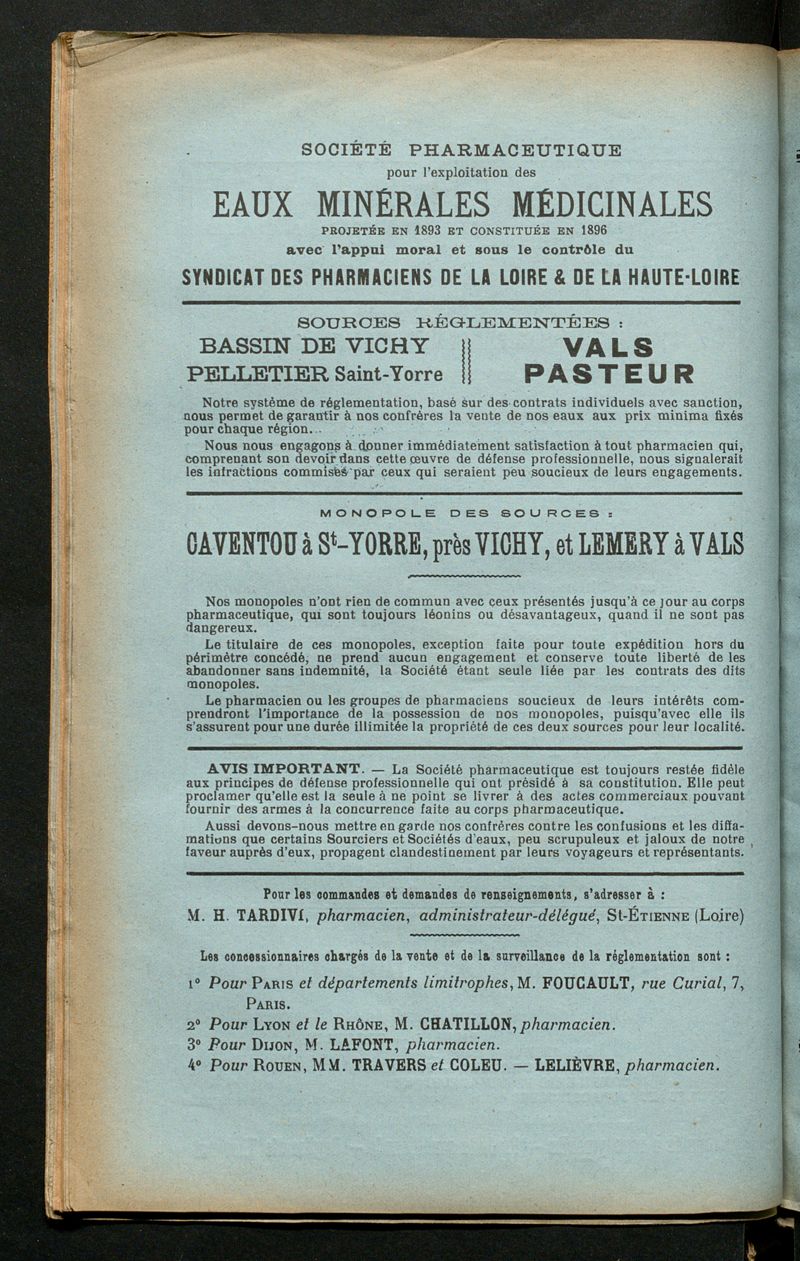 SOCIÉTÉ PHARMACEUTIQUE
pour l'exploitation des
EAUX MINÉRALES MÉDICINALES
PROJETÉE EN 1893 ET CONSTITUÉE EN 1896
avec l'appui moral et sous le contrôle du
SYNDICAT DES PHARMACIENS DE LA LOIRE & DE LA HAUTE-LOIRE
SOURCES RÉGLEMENTÉES :
BASSIN DE VICHY
PELLETIER Saint-Yorre
VALS
PASTEUR
Notre système de réglementation, basé sur des contrats individuels avec sanction,
nous permet de garantir à nos confrères la vente de nos eaux aux prix minima fixés
pour chaque région.
Nous nous engagons à donner immédiatement satisfaction à tout pharmacien qui,
comprenant son devoir dans cette œuvre de défense professionnelle, nous signalerait
les infractions commises par ceux qui seraient peu soucieux de leurs engagements.
MONOPOLE DES SOURCES :
CAVENTOU à St-YORRE, près VICHY, et LEMERY à VALS
Nos monopoles n'ont rien de commun avec ceux présentés jusqu'à ce jour au corps
pharmaceutique, qui sont toujours léonins ou désavantageux, quand il ne sont pas
dangereux.
Le titulaire de ces monopoles, exception faite pour toute expédition hors du
périmètre concédé, ne prend aucun engagement et conserve toute liberté de les
abandonner sans indemnité, la Société étant seule liée par les contrats des dits
monopoles.
Le pharmacien ou les groupes de pharmaciens soucieux de leurs intérêts com-
prendront l'importance de la possession de nos monopoles, puisqu'avec elle ils
s'assurent pour une durée illimitée la propriété de ces deux sources pour leur localité.
AVIS IMPORTANT. — La Société pharmaceutique est toujours restée fidèle
aux principes de défense professionnelle qui ont présidé à sa constitution. Elle peut
proclamer qu'elle est la seule à ne point se livrer à des actes commerciaux pouvant
fournir des armes à la concurrence faite au corps pharmaceutique.
Aussi devons-nous mettre en garde nos confrères contre les confusions et les diffa-
mations que certains Sourciers et Sociétés d'eaux, peu scrupuleux et jaloux de notre
faveur auprès d'eux, propagent clandestinement par leurs voyageurs et représentants.
Pour les commandes et demandes de renseignements, s'adresser à :
M. H. TARDIVI, pharmacien, administrateur-délégué, St-ÉTIENNE (Loire)
Les concessionnaires chargés de la vente et de la surveillance de la réglementation sont :
1° Pour PARIS et départements limitrophes, M. FOUCAULT, rue Curial, 7,
PARIS.
2° Pour LYON et le RHÔNE, M. CHATILLON, pharmacien.
3° Pour DIJON, M. LAFONT, pharmacien.
4° Pour ROUEN, MM. TRAVERS et COLEU. — LELIÈVRE, pharmacien.